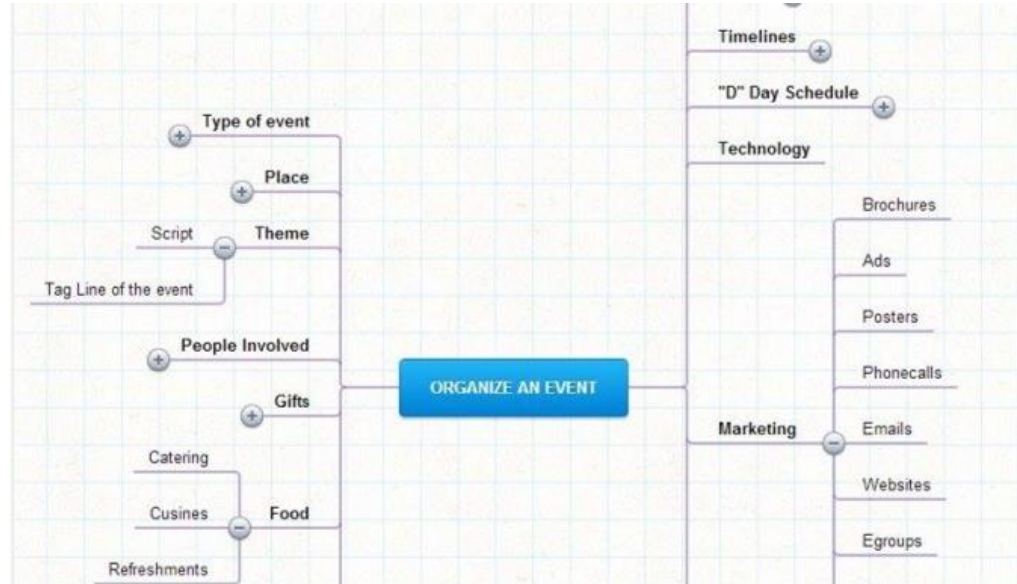 Type of event
Place
Script
Theme
Tag Line of the event
People Involved
Gifts
Catering
Cusines
Food
Refreshments
ORGANIZE AN EVENT
Timelines
"D" Day Schedule
Technology
Marketing
Brochures
Ads
Posters
Phonecalls
Emails
Websites
Egroups